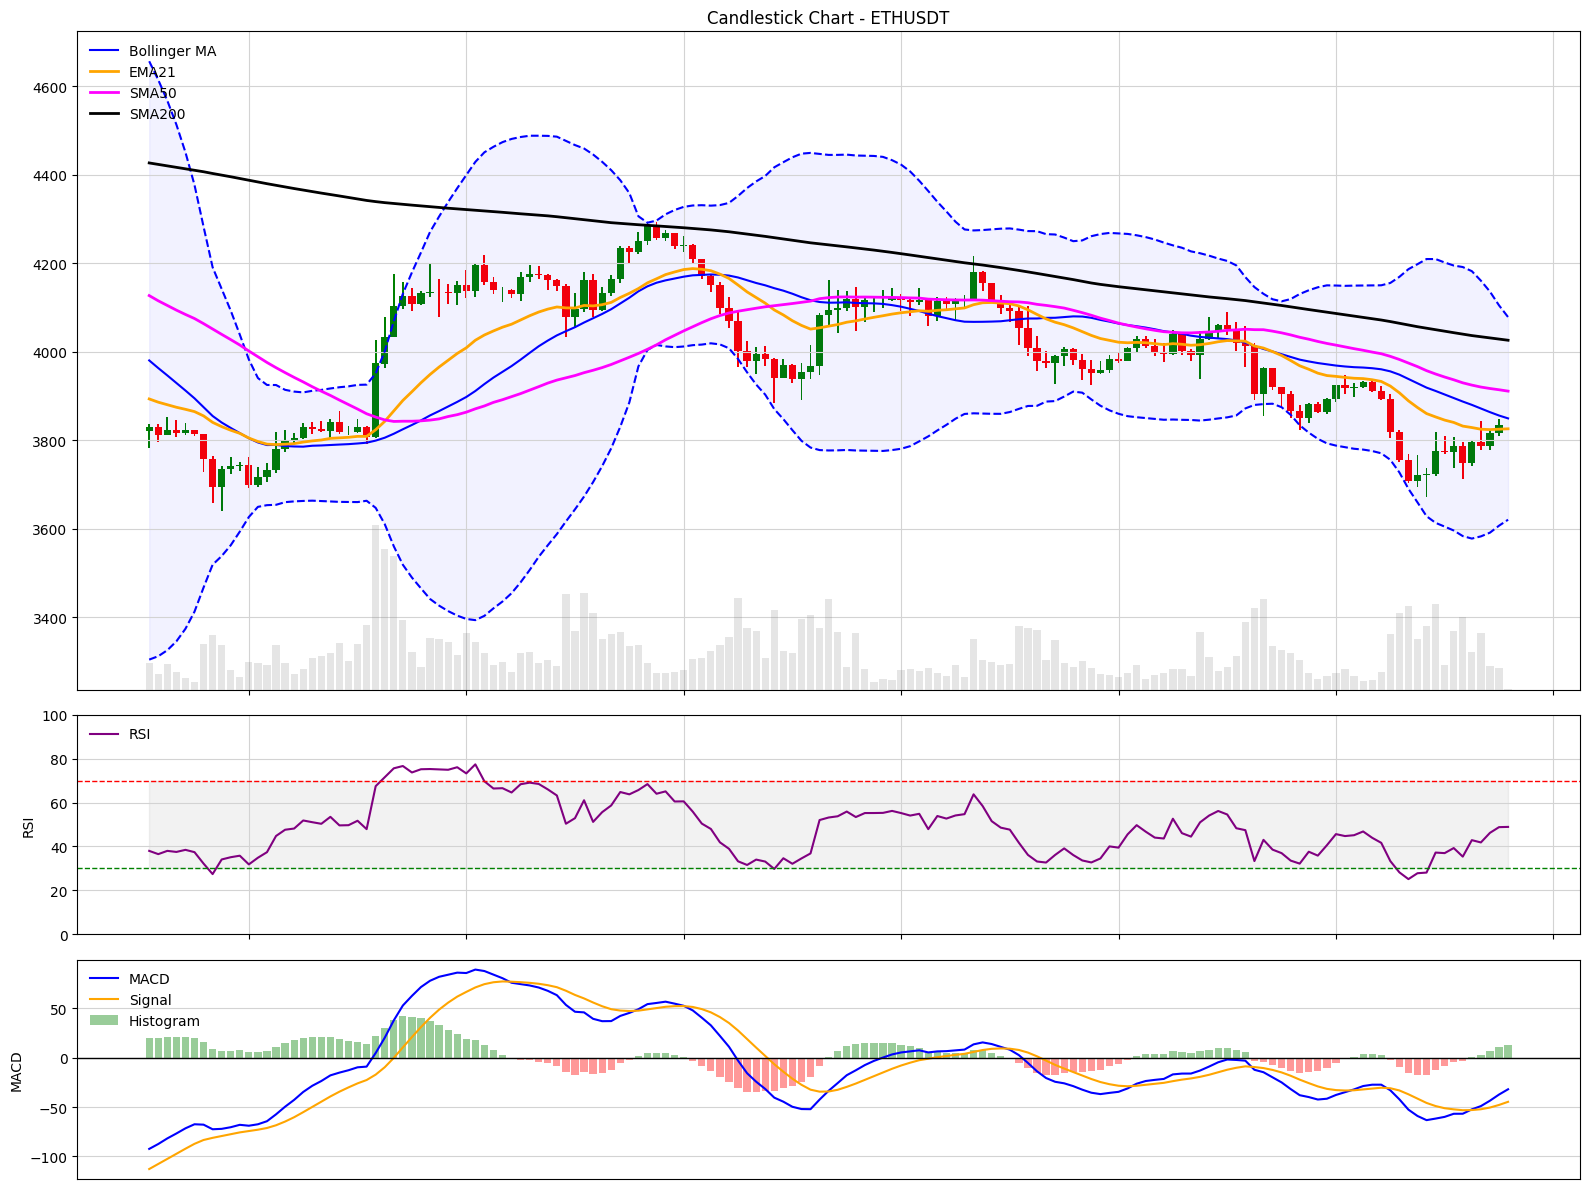 Candlestick Chart - ETHUSDT
Bollinger MA
EMA21
SMA50
SMA200
4600
4400
4200
4000
3800
3600
3400
RSI
100
80
60
40
20
0
RSI
MACD
Signal
Histogram
50
0
−50
−100
MACD